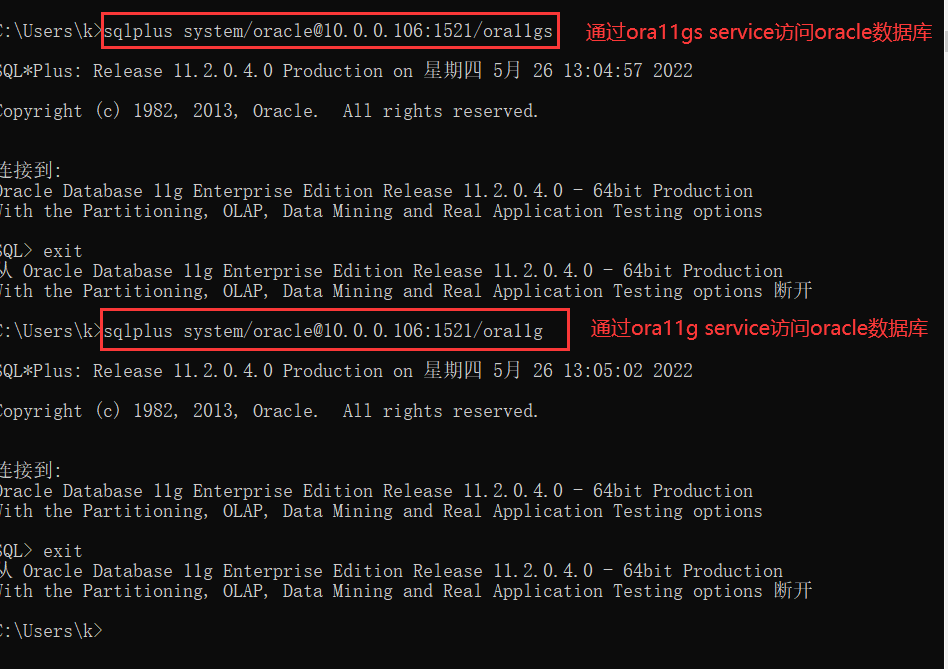 C:\Users\k>sqlplus system/oracle@10.0.0.106:1521/ora11gs 通过ora11gs service访问oracle数据库
SQL*Plus: Release 11.2.0.4.0 Production on 星期四 5月 26 13:04:57 2022
Copyright (c) 1982, 2013, Oracle.  All rights reserved.
连接到:
Oracle Database 11g Enterprise Edition Release 11.2.0.4.0 - 64bit Production
With the Partitioning, OLAP, Data Mining and Real Application Testing options
SQL> exit
从 Oracle Database 11g Enterprise Edition Release 11.2.0.4.0 - 64bit Production
With the Partitioning, OLAP, Data Mining and Real Application Testing options 断开
C:\Users\k>sqlplus system/oracle@10.0.0.106:1521/ora11g 通过ora11g service访问oracle数据库
SQL*Plus: Release 11.2.0.4.0 Production on 星期四 5月 26 13:05:02 2022
Copyright (c) 1982, 2013, Oracle.  All rights reserved.
连接到:
Oracle Database 11g Enterprise Edition Release 11.2.0.4.0 - 64bit Production
With the Partitioning, OLAP, Data Mining and Real Application Testing options
SQL> exit
从 Oracle Database 11g Enterprise Edition Release 11.2.0.4.0 - 64bit Production
With the Partitioning, OLAP, Data Mining and Real Application Testing options 断开
C:\Users\k>